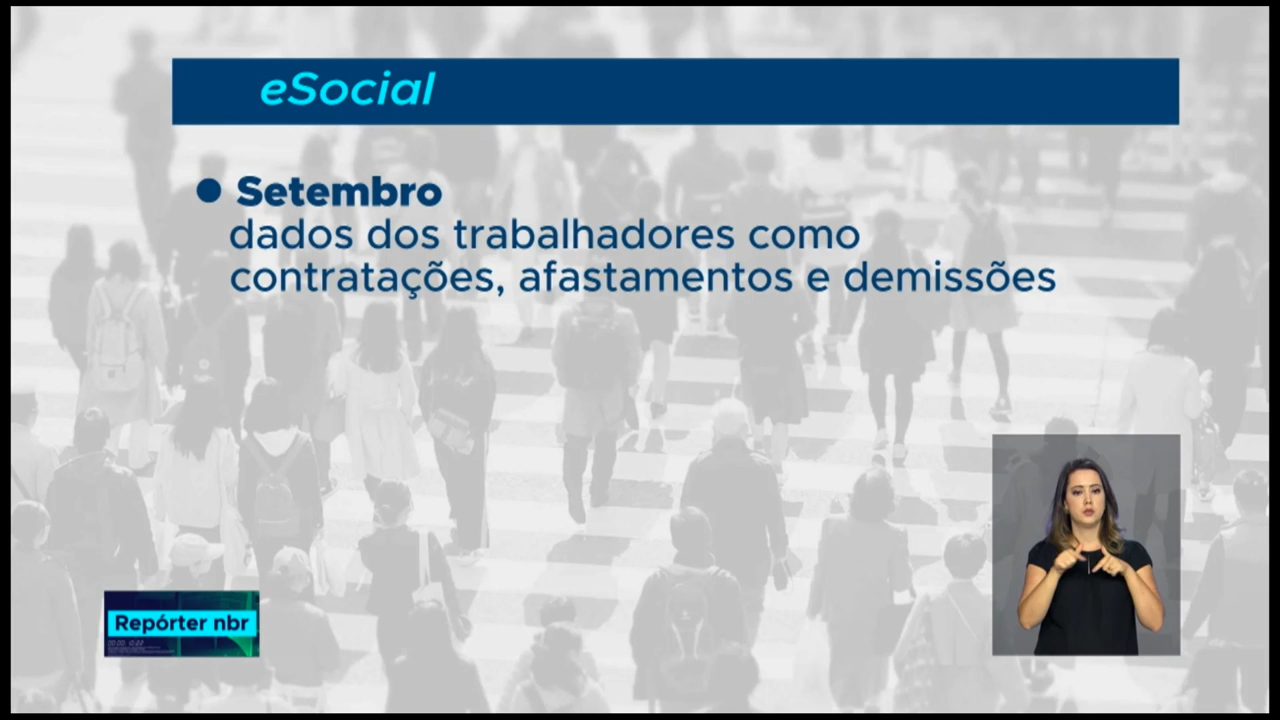 eSocial
● Setembro
dados dos trabalhadores como
contratações, afastamentos e demissões
Repórter nbr